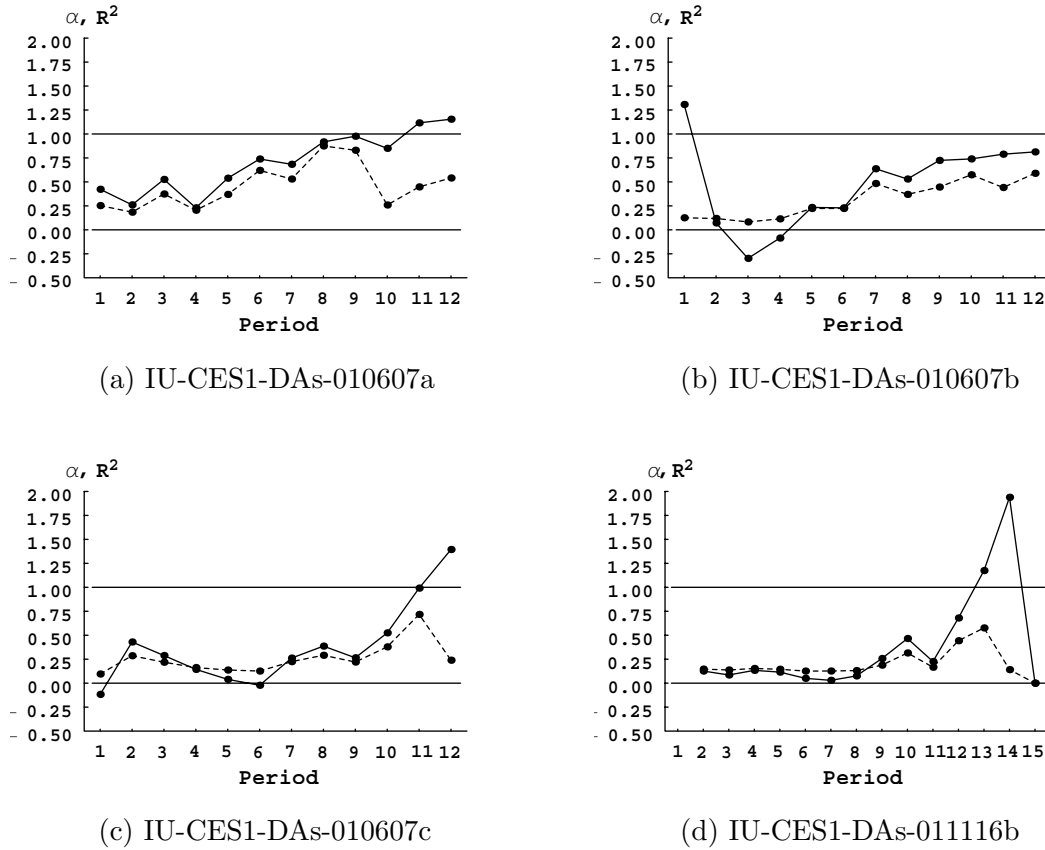 α, R²
2.00
1.75
1.50
1.25
1.00
0.75
0.50
0.25
0.00
- 0.25
- 0.50
1 2 3 4 5 6 7 8 9 10 11 12
Period
(a) IU-CES1-DAs-010607a
α, R²
2.00
1.75
1.50
1.25
1.00
0.75
0.50
0.25
0.00
- 0.25
- 0.50
1 2 3 4 5 6 7 8 9 10 11 12
Period
(b) IU-CES1-DAs-010607b
α, R²
2.00
1.75
1.50
1.25
1.00
0.75
0.50
0.25
0.00
- 0.25
- 0.50
1 2 3 4 5 6 7 8 9 10 11 12
Period
(c) IU-CES1-DAs-010607c
α, R²
2.00
1.75
1.50
1.25
1.00
0.75
0.50
0.25
0.00
- 0.25
- 0.50
1 2 3 4 5 6 7 8 9 10 11 12 13 14 15
Period
(d) IU-CES1-DAs-011116b